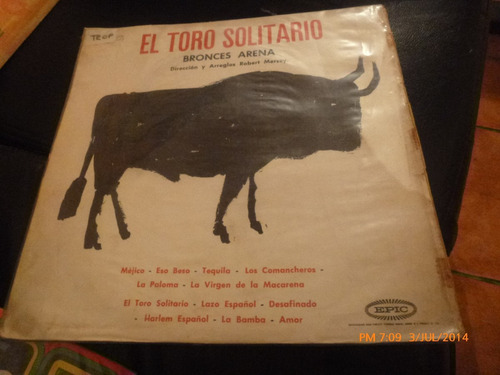 TROP
EL TORO SOLITARIO
BRONCES ARENA
Dirección y Arreglos Robert Mersey
Méjico - Eso Beso - Tequila - Los Comancheros -
La Paloma - La Virgen de la Macarena
El Toro Solitario - Lazo Español - Desafinado
- Harlem Español - La Bamba - Amor
EPIC
PM 7:09 3/JUL/2014